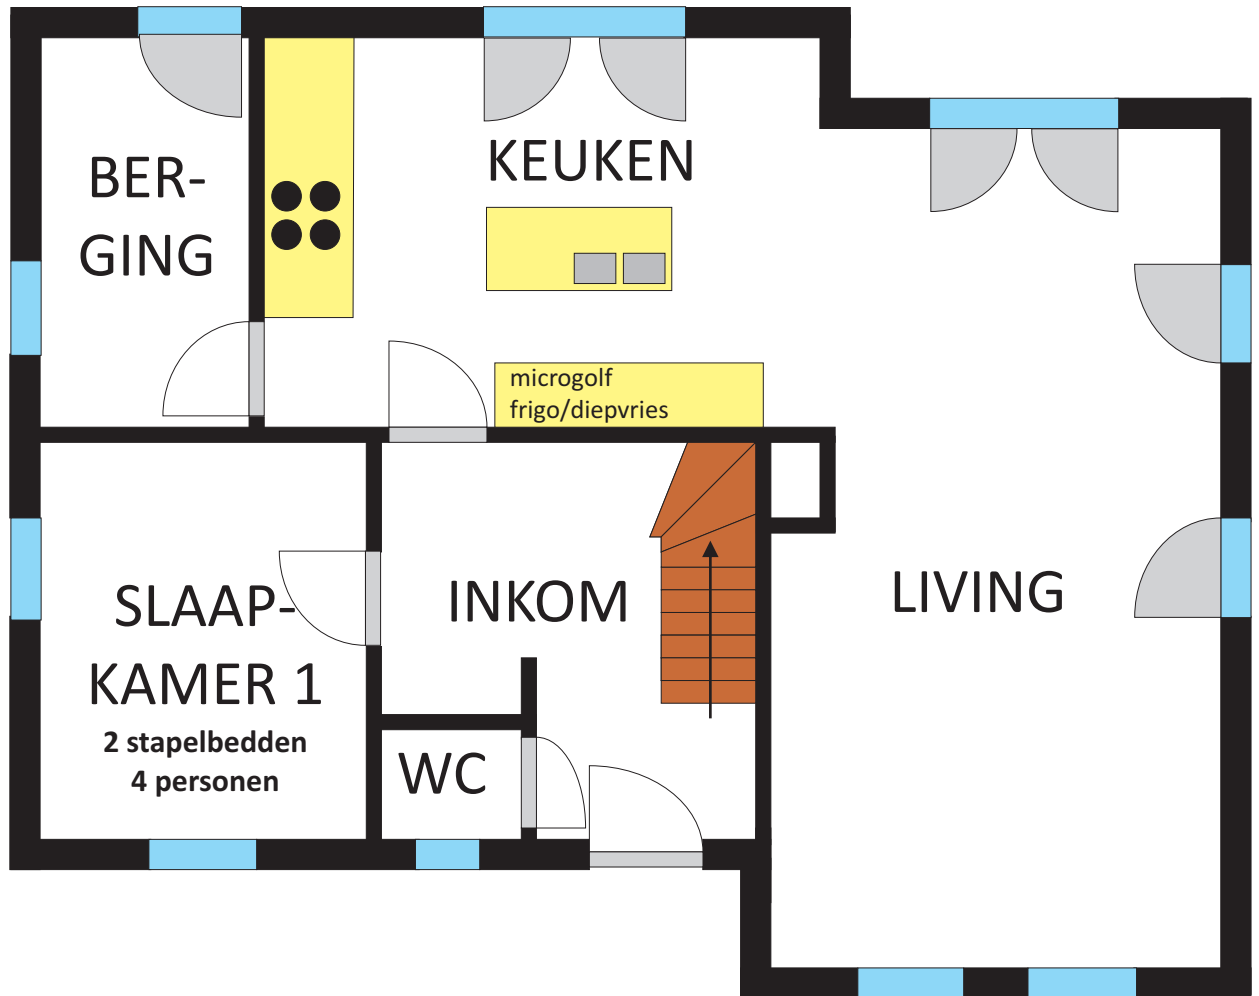 BER-
GING
KEUKEN
microgolf
frigo/diepvries
SLAAP-
KAMER 1
2 stapelbedden
4 personen
INKOM
WC
LIVING